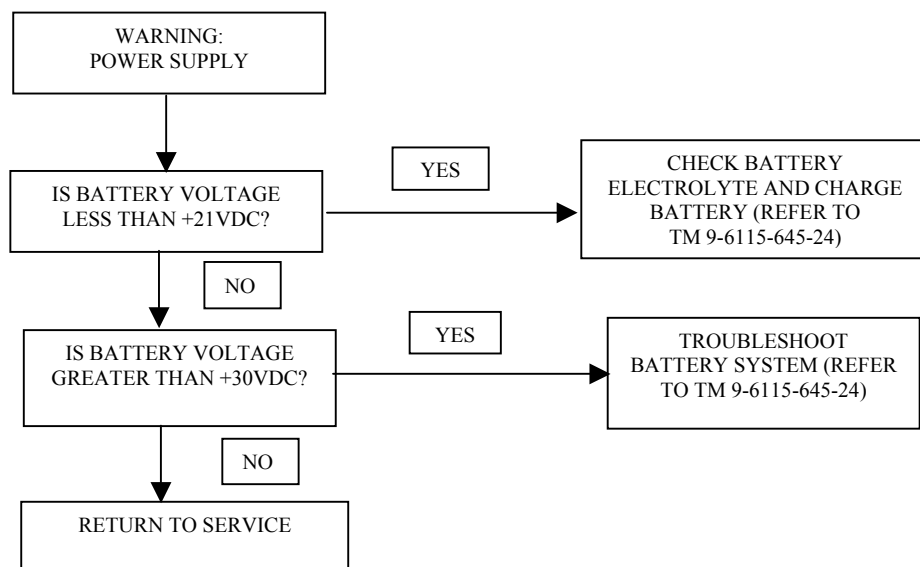 WARNING:
POWER SUPPLY
IS BATTERY VOLTAGE
LESS THAN +21VDC?
YES
CHECK BATTERY
ELECTROLYTE AND CHARGE
BATTERY (REFER TO
TM 9-6115-645-24)
NO
IS BATTERY VOLTAGE
GREATER THAN +30VDC?
YES
TROUBLESHOOT
BATTERY SYSTEM (REFER
TO TM 9-6115-645-24)
NO
RETURN TO SERVICE